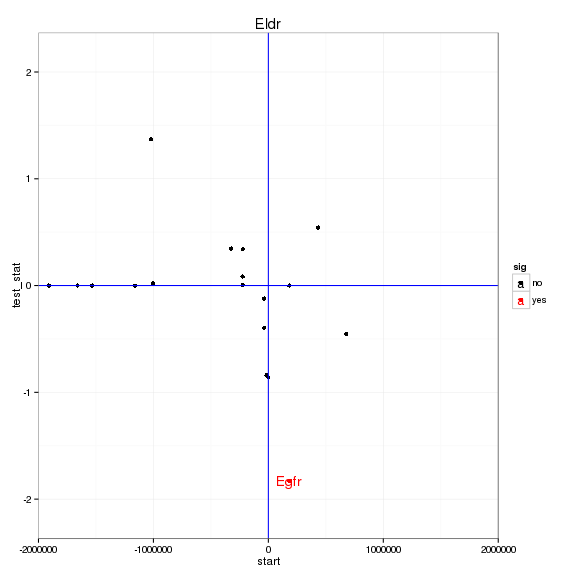 Eldr
2
1
0
-1
-2
test_stat
Egfr
-2000000 -1000000 0 1000000 2000000
start
sig
a no
a yes